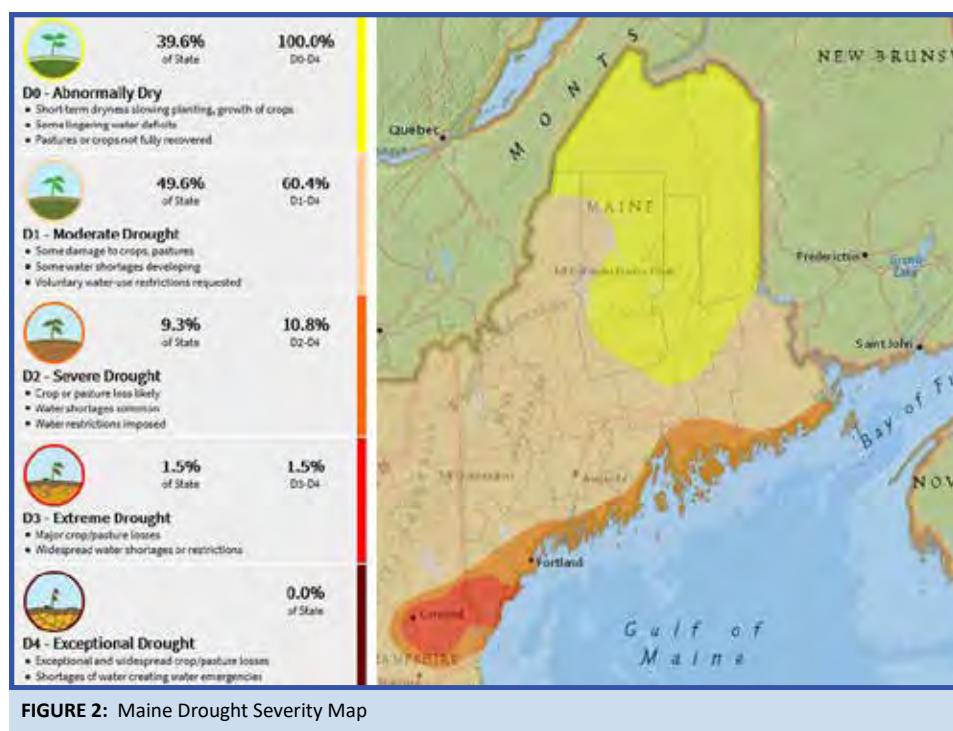 39.6% 100.0%
of State D0-D4
D0 - Abnormally Dry
• Short-term dryness slowing planting, growth of crops
• Some lingering water deficits
• Pastures or crops not fully recovered
49.6% 60.4%
of State D1-D4
D1 - Moderate Drought
• Some damage to crops, pastures
• Some water shortages developing
• Voluntary water-use restrictions requested
9.3% 10.8%
of State D2-D4
D2 - Severe Drought
• Crop or pasture loss likely
• Water shortages common
• Water restrictions imposed
1.5% 1.5%
of State D3-D4
D3 - Extreme Drought
• Major crop/pasture losses
• Widespread water shortages or restrictions
0.0%
of State
D4 - Exceptional Drought
• Exceptional and widespread crop/pasture losses
• Shortages of water creating water emergencies
MONTS
NEW BRUNSW
Québec
MAINE
Fredericton
Grand
Lake
Saint John
Bay of Fu
NOV
Augusta
Portland
Concord
AMPSHIRE
Gulf of
Maine
FIGURE 2: Maine Drought Severity Map